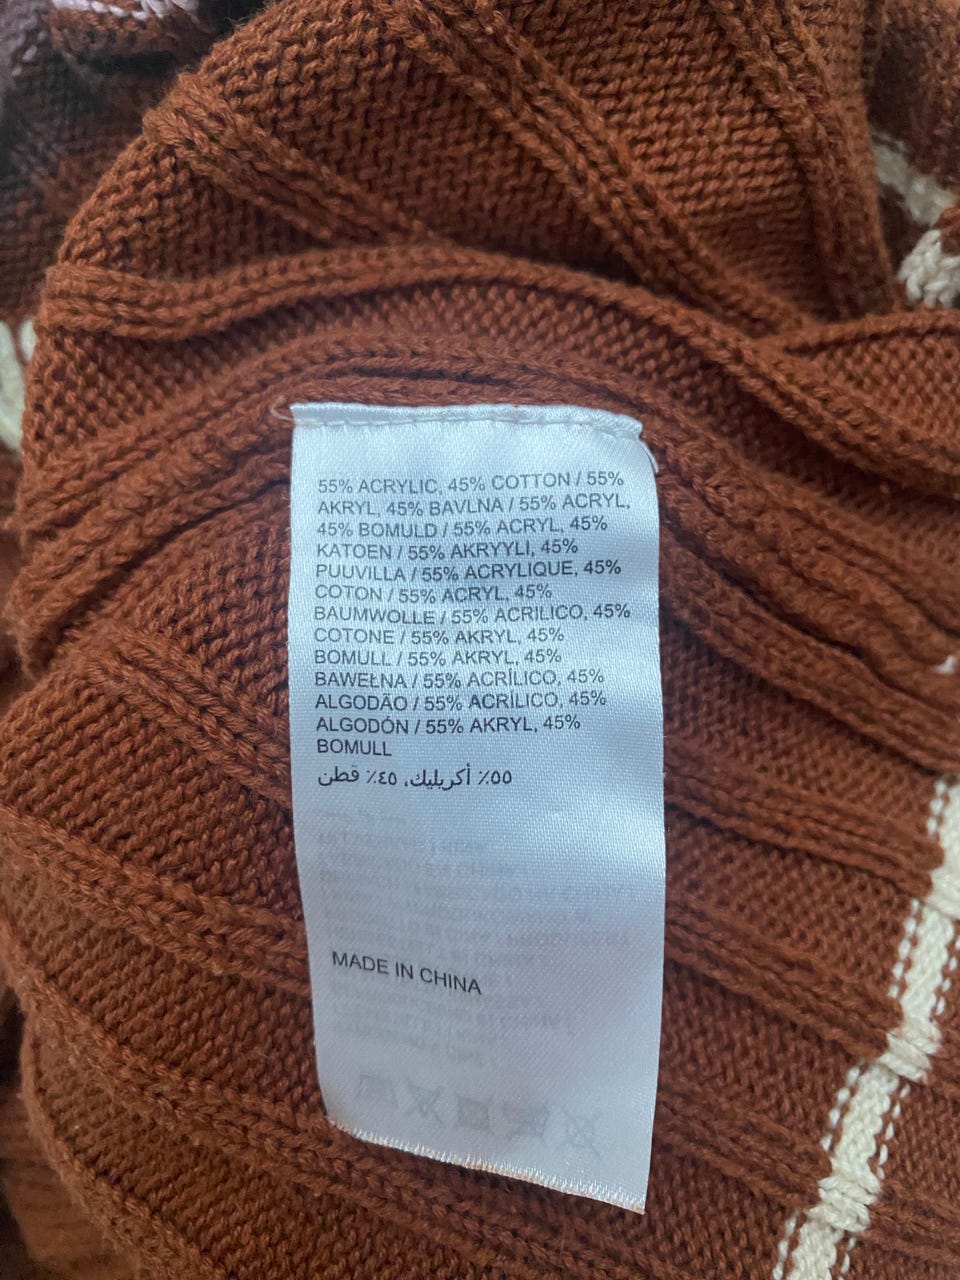 55% ACRYLIC, 45% COTTON / 55%
AKRYL, 45% BAVLNA / 55% ACRYL,
45% BOMULD / 55% ACRYL, 45%
KATOEN / 55% AKRYYLI, 45%
PUUVILLA / 55% ACRYLIQUE, 45%
COTON / 55% ACRYL, 45%
BAUMWOLLE / 55% ACRILICO, 45%
COTONE / 55% AKRYL, 45%
BOMULL / 55% AKRYL, 45%
BAWEŁNA / 55% ACRÍLICO, 45%
ALGODÃO / 55% ACRÍLICO, 45%
ALGODÓN / 55% AKRYL, 45%
BOMULL
٥٥٪ أكريليك، ٤٥٪ قطن
MADE IN CHINA